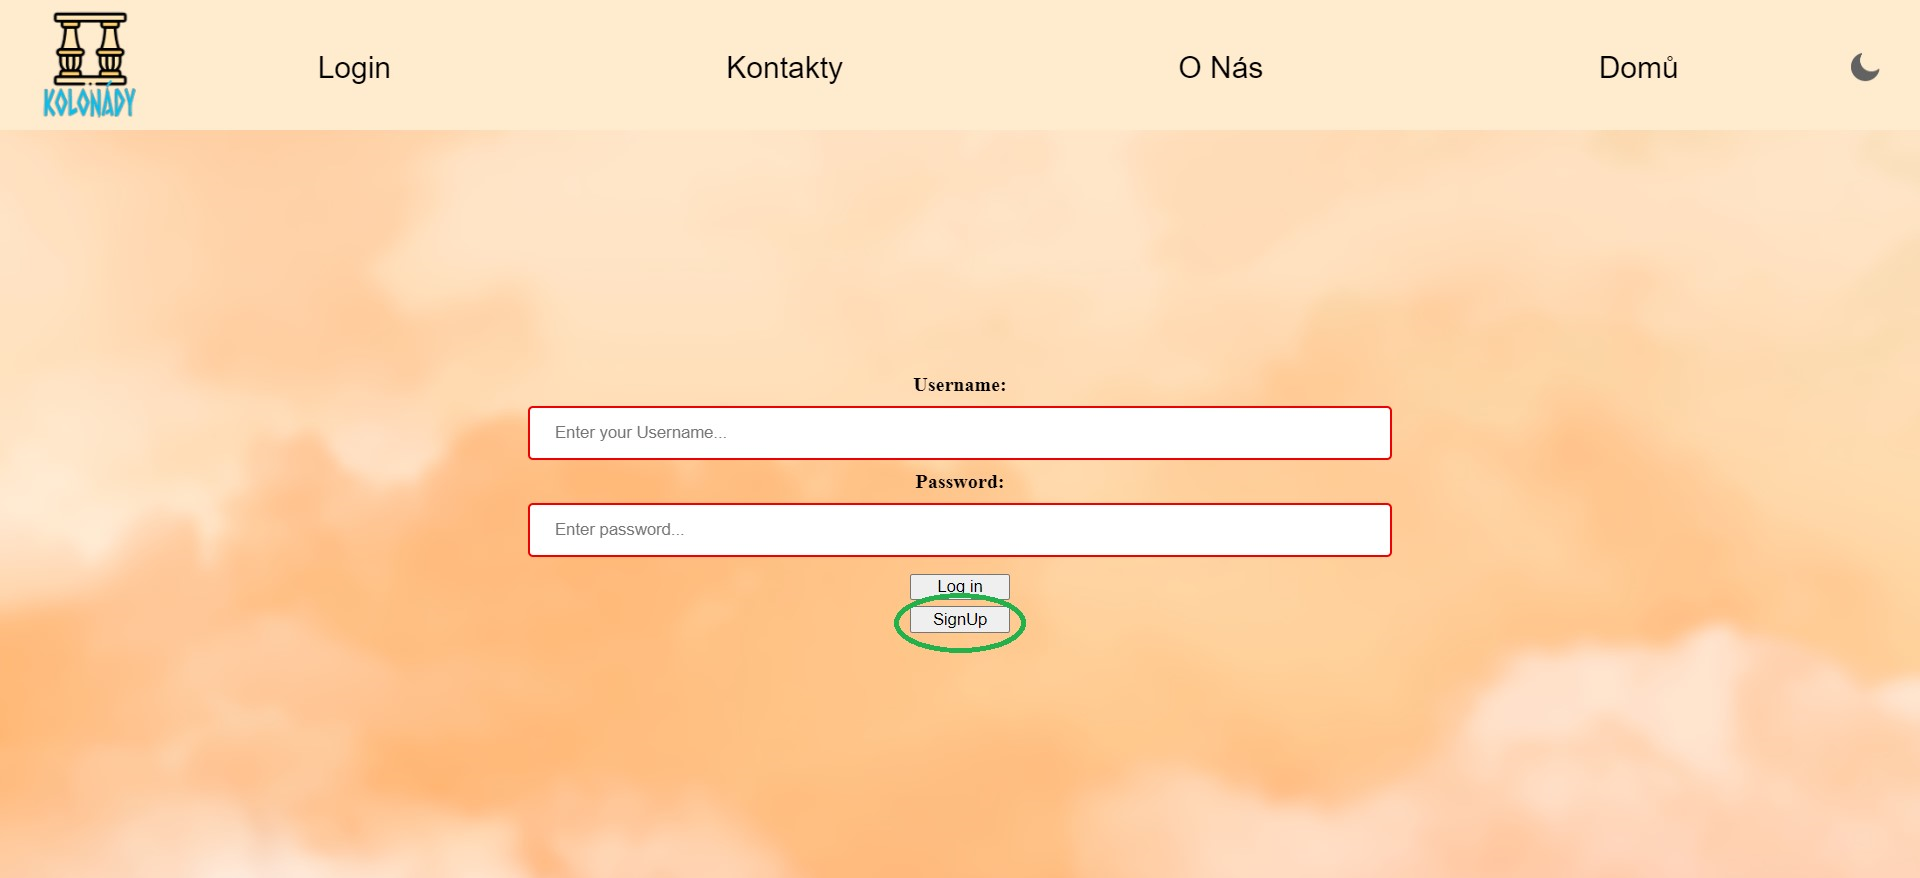 KOLONÁDY
Login
Kontakty
O Nás
Domů
Username:
Enter your Username...
Password:
Enter password...
Log in
SignUp